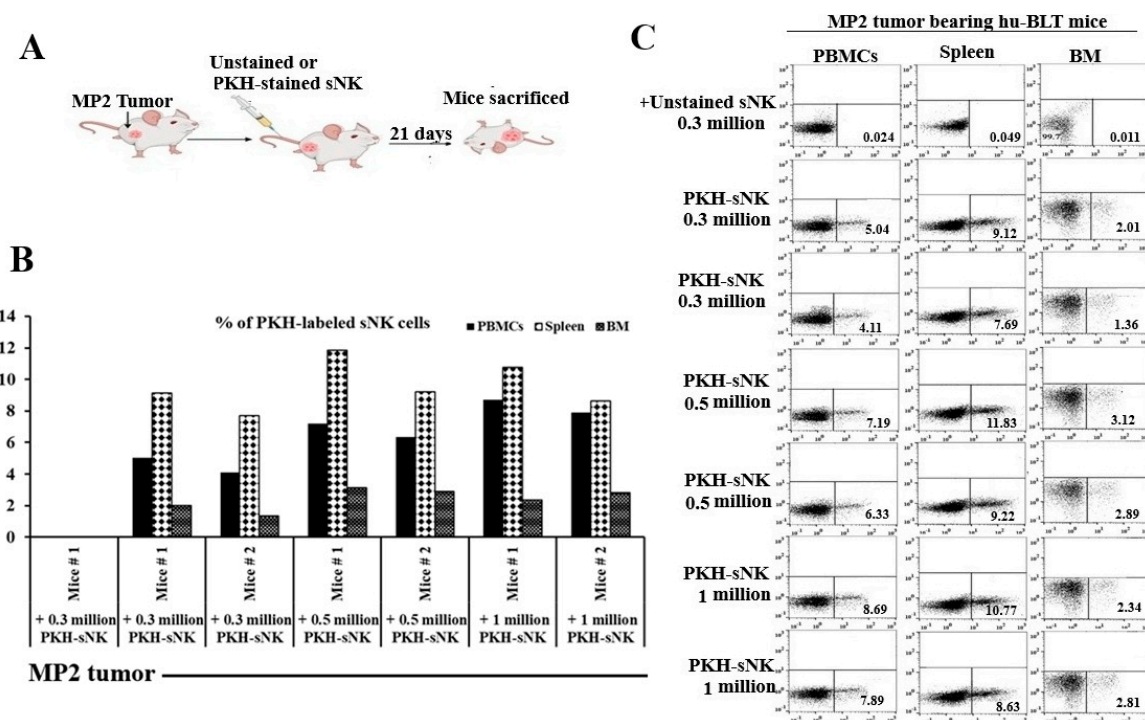 A
Unstained or
PKH-stained sNK
MP2 Tumor
21 days
Mice sacrificed
B
% of PKH-labeled sNK cells
PBMCs Spleen BM
14
12
10
8
6
4
2
0
Mice # 1 Mice # 1 Mice # 2 Mice # 1 Mice # 2 Mice # 1 Mice # 2
+ 0.3 million + 0.3 million + 0.3 million + 0.5 million + 0.5 million + 1 million + 1 million
PKH-sNK PKH-sNK PKH-sNK PKH-sNK PKH-sNK PKH-sNK PKH-sNK
MP2 tumor
C
MP2 tumor bearing hu-BLT mice
PBMCs Spleen BM
+Unstained sNK
0.3 million
0.024 0.049 99.7 0.011
PKH-sNK
0.3 million
5.04 9.12 2.01
PKH-sNK
0.3 million
4.11 7.69 1.36
PKH-sNK
0.5 million
7.19 11.83 3.12
PKH-sNK
0.5 million
6.33 9.22 2.89
PKH-sNK
1 million
8.69 10.77 2.34
PKH-sNK
1 million
7.89 8.63 2.81